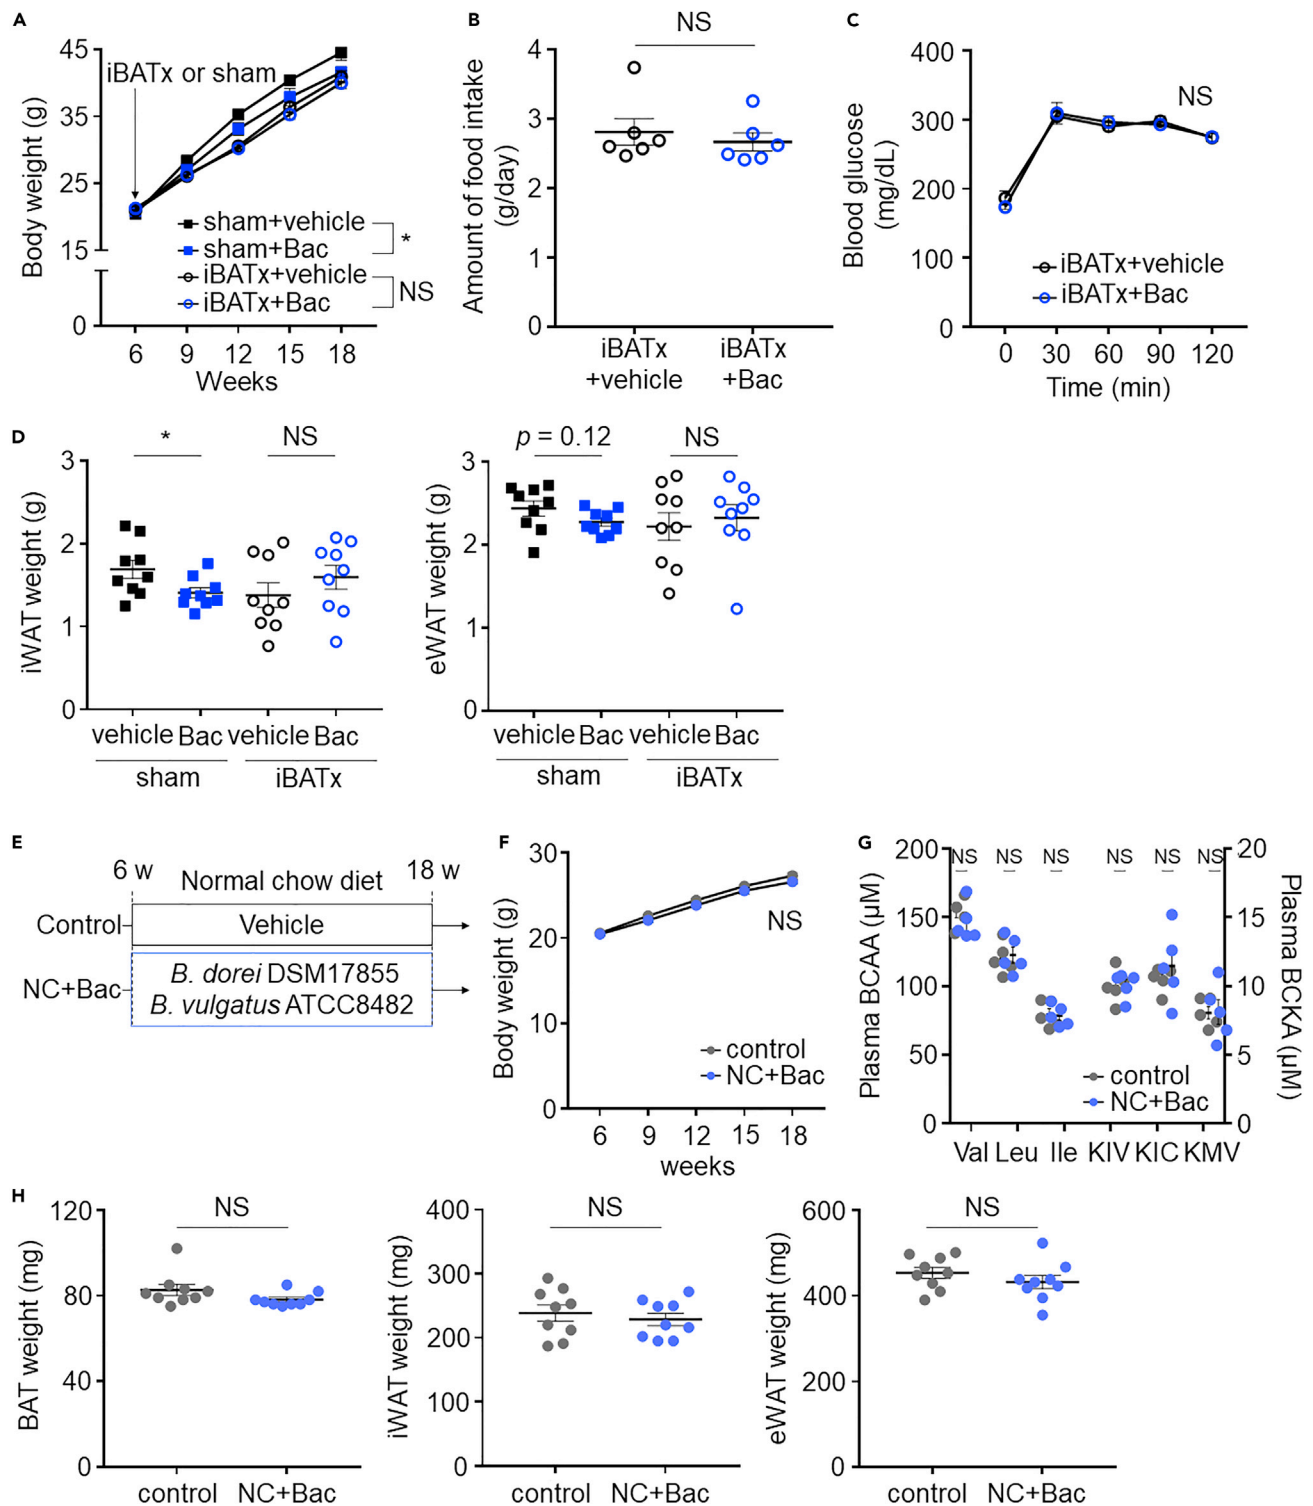 A
45
35
25
15
0
Body weight (g)
iBATx or sham
sham+vehicle
sham+Bac
*
iBATx+vehicle
iBATx+Bac
NS
6 9 12 15 18
Weeks
B
NS
4
3
2
1
0
Amount of food intake
(g/day)
iBATx
+vehicle
iBATx
+Bac
C
400
300
200
100
0
Blood glucose
(mg/dL)
NS
iBATx+vehicle
iBATx+Bac
0 30 60 90 120
Time (min)
D
* NS
3
2
1
0
iWAT weight (g)
vehicle Bac vehicle Bac
sham iBATx
p = 0.12 NS
3
2
1
0
eWAT weight (g)
vehicle Bac vehicle Bac
sham iBATx
E
6 w Normal chow diet 18 w
Control Vehicle
NC+Bac
B. dorei DSM17855
B. vulgatus ATCC8482
F
30
20
10
0
Body weight (g)
NS
control
NC+Bac
6 9 12 15 18
weeks
G
200
150
100
50
0
Plasma BCAA (μM)
NS NS NS NS NS NS
20
15
10
5
0
Plasma BCKA (μM)
control
NC+Bac
Val Leu Ile KIV KIC KMV
H
NS
120
80
40
0
BAT weight (mg)
control NC+Bac
NS
400
300
200
100
0
iWAT weight (mg)
control NC+Bac
NS
600
400
200
0
eWAT weight (mg)
control NC+Bac